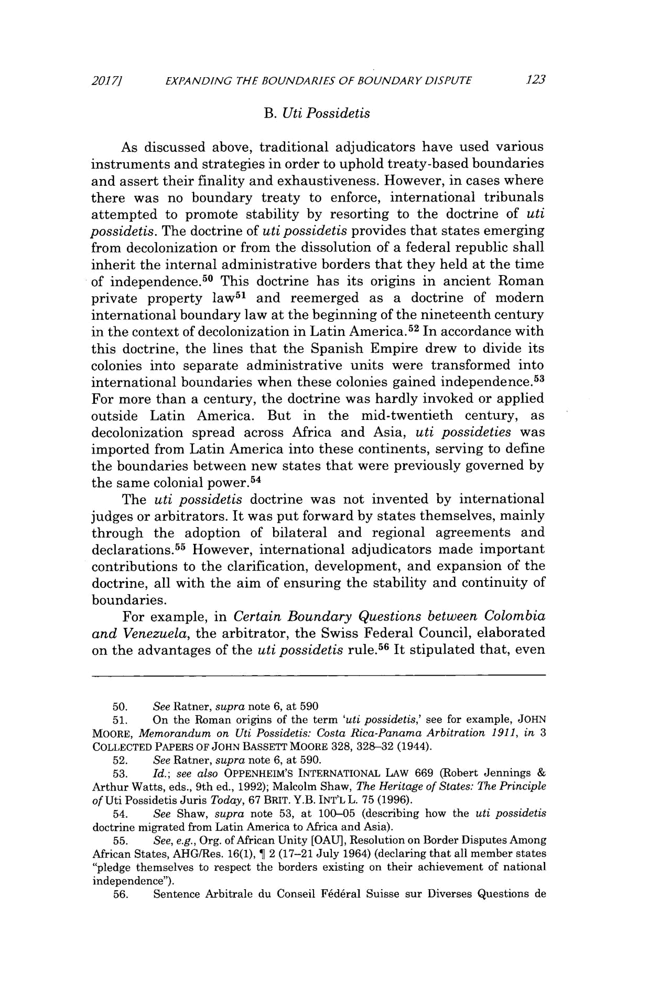 2017] EXPANDING THE BOUNDARIES OF BOUNDARY DISPUTE 123
B. Uti Possidetis
As discussed above, traditional adjudicators have used various
instruments and strategies in order to uphold treaty-based boundaries
and assert their finality and exhaustiveness. However, in cases where
there was no boundary treaty to enforce, international tribunals
attempted to promote stability by resorting to the doctrine of uti
possidetis. The doctrine of uti possidetis provides that states emerging
from decolonization or from the dissolution of a federal republic shall
inherit the internal administrative borders that they held at the time
of independence.50 This doctrine has its origins in ancient Roman
private property law51 and reemerged as a doctrine of modern
international boundary law at the beginning of the nineteenth century
in the context of decolonization in Latin America.52 In accordance with
this doctrine, the lines that the Spanish Empire drew to divide its
colonies into separate administrative units were transformed into
international boundaries when these colonies gained independence.53
For more than a century, the doctrine was hardly invoked or applied
outside Latin America. But in the mid-twentieth century, as
decolonization spread across Africa and Asia, uti possideties was
imported from Latin America into these continents, serving to define
the boundaries between new states that were previously governed by
the same colonial power.54
The uti possidetis doctrine was not invented by international
judges or arbitrators. It was put forward by states themselves, mainly
through the adoption of bilateral and regional agreements and
declarations.55 However, international adjudicators made important
contributions to the clarification, development, and expansion of the
doctrine, all with the aim of ensuring the stability and continuity of
boundaries.
For example, in Certain Boundary Questions between Colombia
and Venezuela, the arbitrator, the Swiss Federal Council, elaborated
on the advantages of the uti possidetis rule.56 It stipulated that, even
50. See Ratner, supra note 6, at 590
51. On the Roman origins of the term 'uti possidetis,' see for example, JOHN
MOORE, Memorandum on Uti Possidetis: Costa Rica-Panama Arbitration 1911, in 3
COLLECTED PAPERS OF JOHN BASSETT MOORE 328, 328–32 (1944).
52. See Ratner, supra note 6, at 590.
53. Id.; see also OPPENHEIM'S INTERNATIONAL LAW 669 (Robert Jennings &
Arthur Watts, eds., 9th ed., 1992); Malcolm Shaw, The Heritage of States: The Principle
of Uti Possidetis Juris Today, 67 BRIT. Y.B. INT'L L. 75 (1996).
54. See Shaw, supra note 53, at 100–05 (describing how the uti possidetis
doctrine migrated from Latin America to Africa and Asia).
55. See, e.g., Org. of African Unity [OAU], Resolution on Border Disputes Among
African States, AHG/Res. 16(1), ¶ 2 (17–21 July 1964) (declaring that all member states
"pledge themselves to respect the borders existing on their achievement of national
independence").
56. Sentence Arbitrale du Conseil Fédéral Suisse sur Diverses Questions de